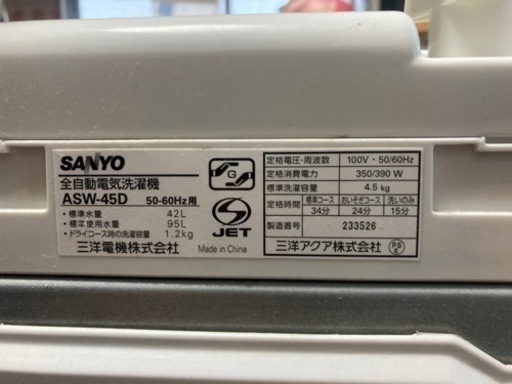 SANYO
全自動電気洗濯機
ASW-45D 50-60Hz用
・標準水量 42L
・標準使用水量 95L
・ドライコース時の洗濯容量 1.2kg
三洋電機株式会社 Made in China
G
S
JET
定格電圧・周波数 100V・50/60Hz
定格消費電力 350/390 W
標準洗濯容量 4.5 kg
定格時間 標準コース 34分 おいそぎコース 24分 洗いのみ 15分
製造番号 233526
三洋アクア株式会社
PS
E